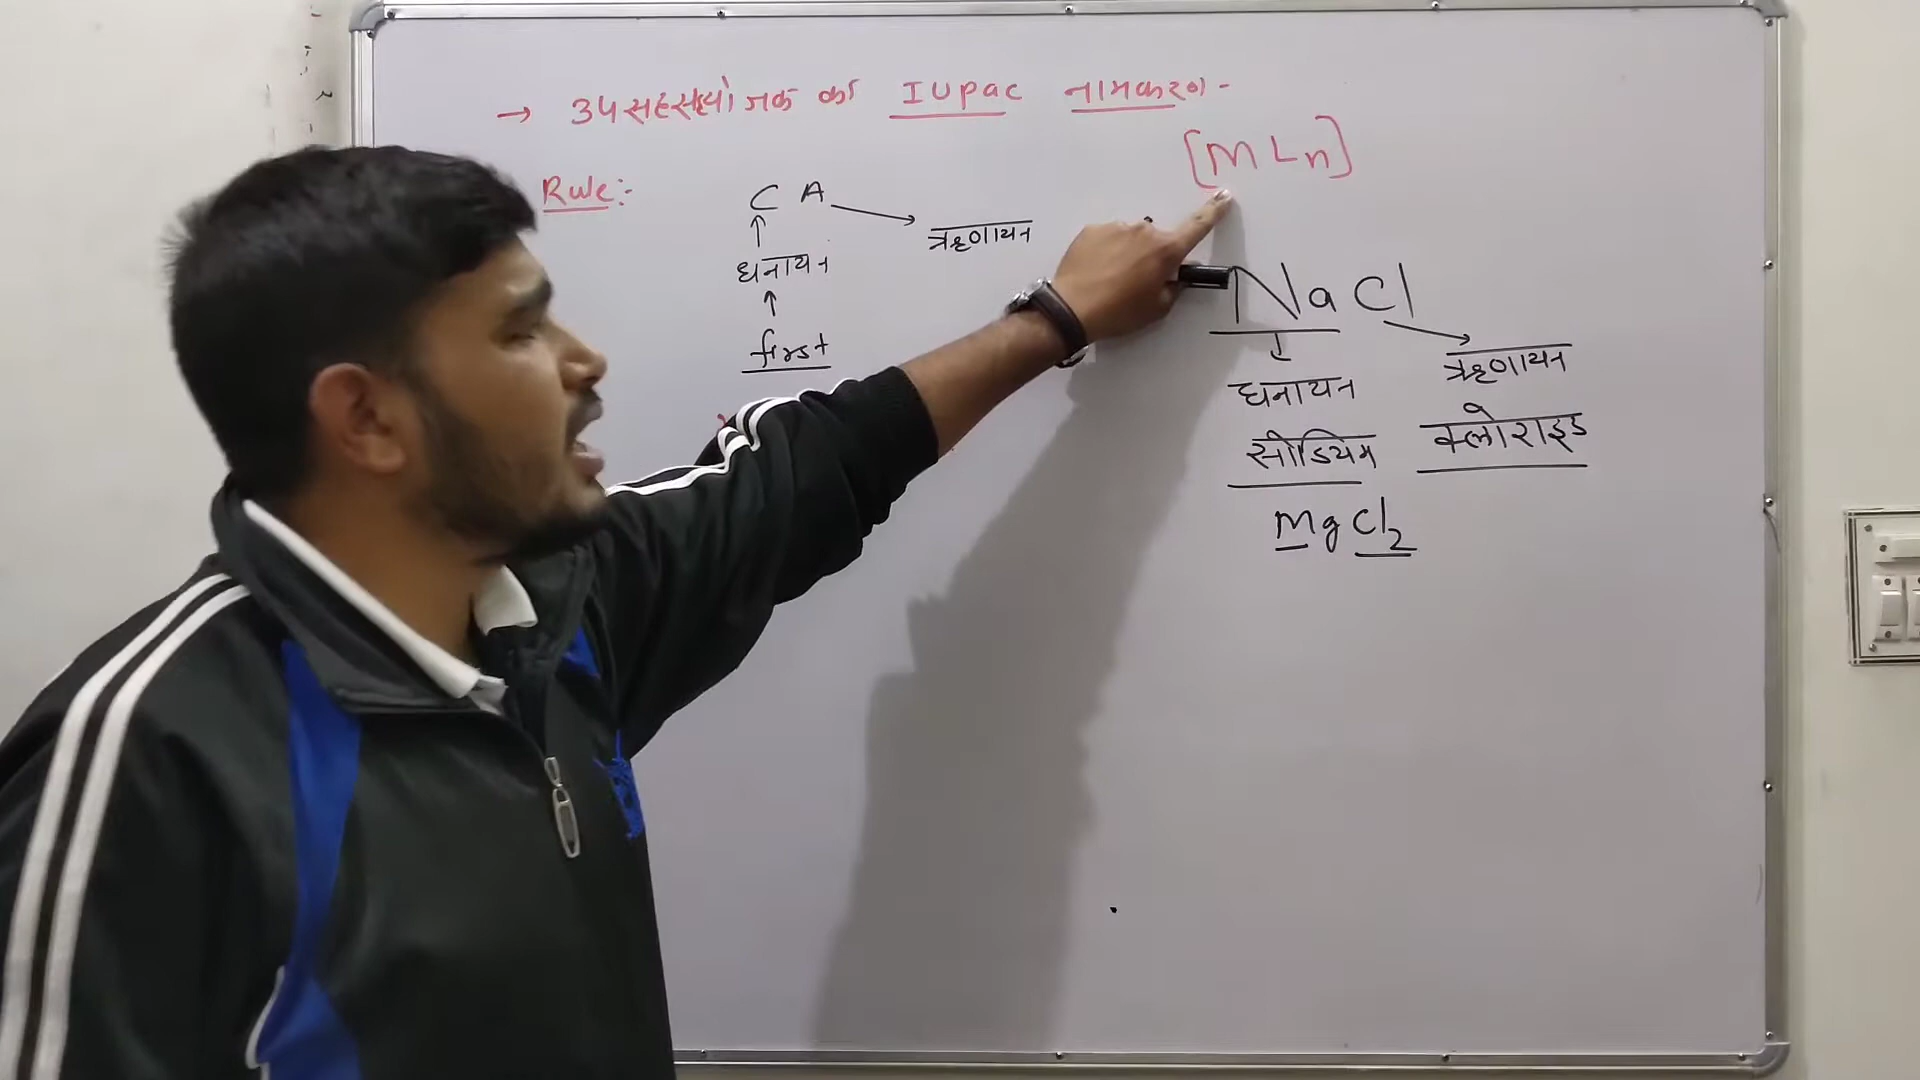 → उपसहसंयोजक का IUPAC नामकरण -
[MLn]
Rule:-
C A
ऋणायन
धनायन
first
NaCl
धनायन
ऋणायन
सोडियम
क्लोराइड
MgCl2